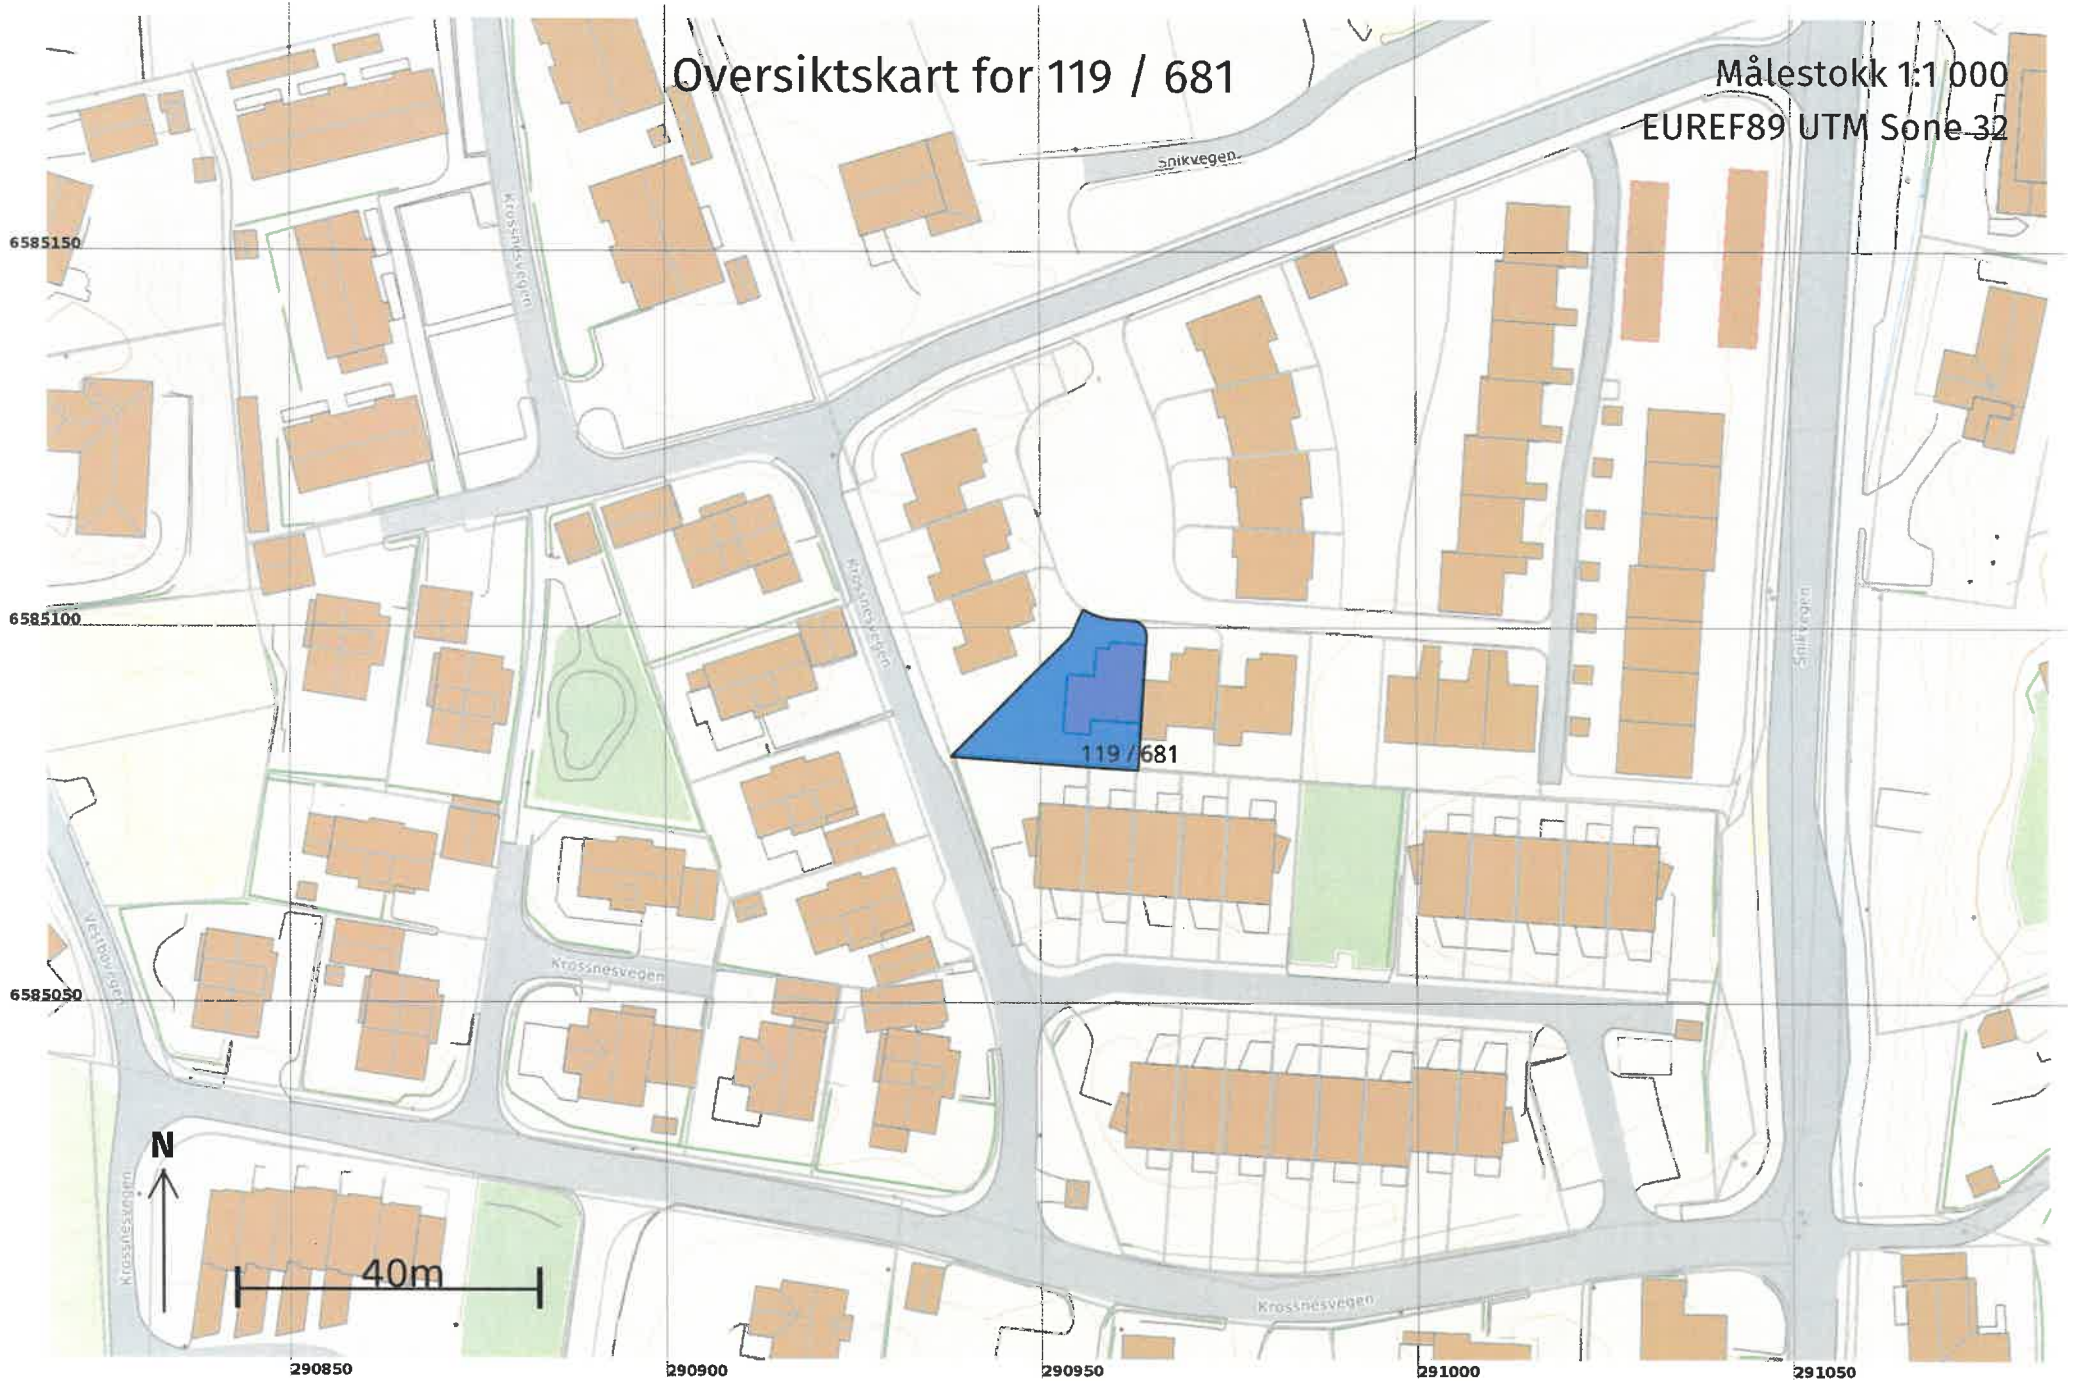 Oversiktskart for 119 / 681
Målestokk 1:1 000
EUREF89 UTM Sone 32
Snikvegen
Krossnesvegen
6585150
Krossnesvegen
Snikvegen
6585100
119 / 681
Vestbøvegen
Krossnesvegen
6585050
N
Krossnesvegen
40m
Krossnesvegen
290850
290900
290950
291000
291050